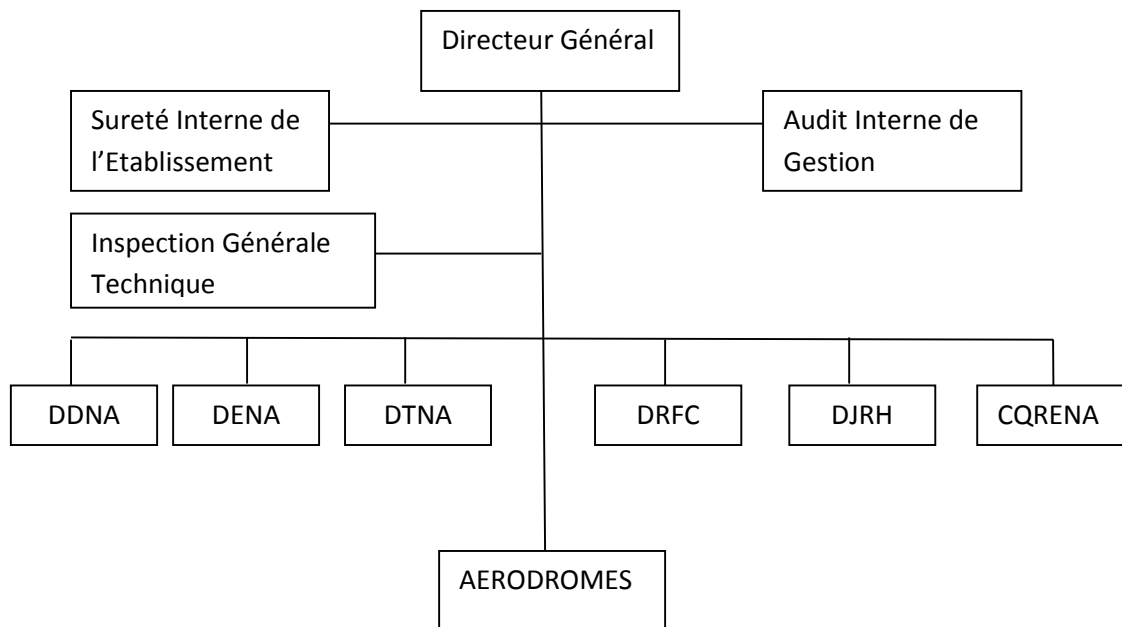 Directeur Général
Sureté Interne de
l’Etablissement
Audit Interne de
Gestion
Inspection Générale
Technique
DDNA
DENA
DTNA
DRFC
DJRH
CQRENA
AERODROMES